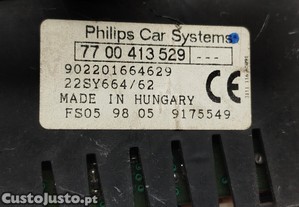 Philips Car Systems
77 00 413 529 ---
902201664629
22SY664/62
MADE IN HUNGARY
CE
FS05 98 05 9175549
CustoJusto.pt